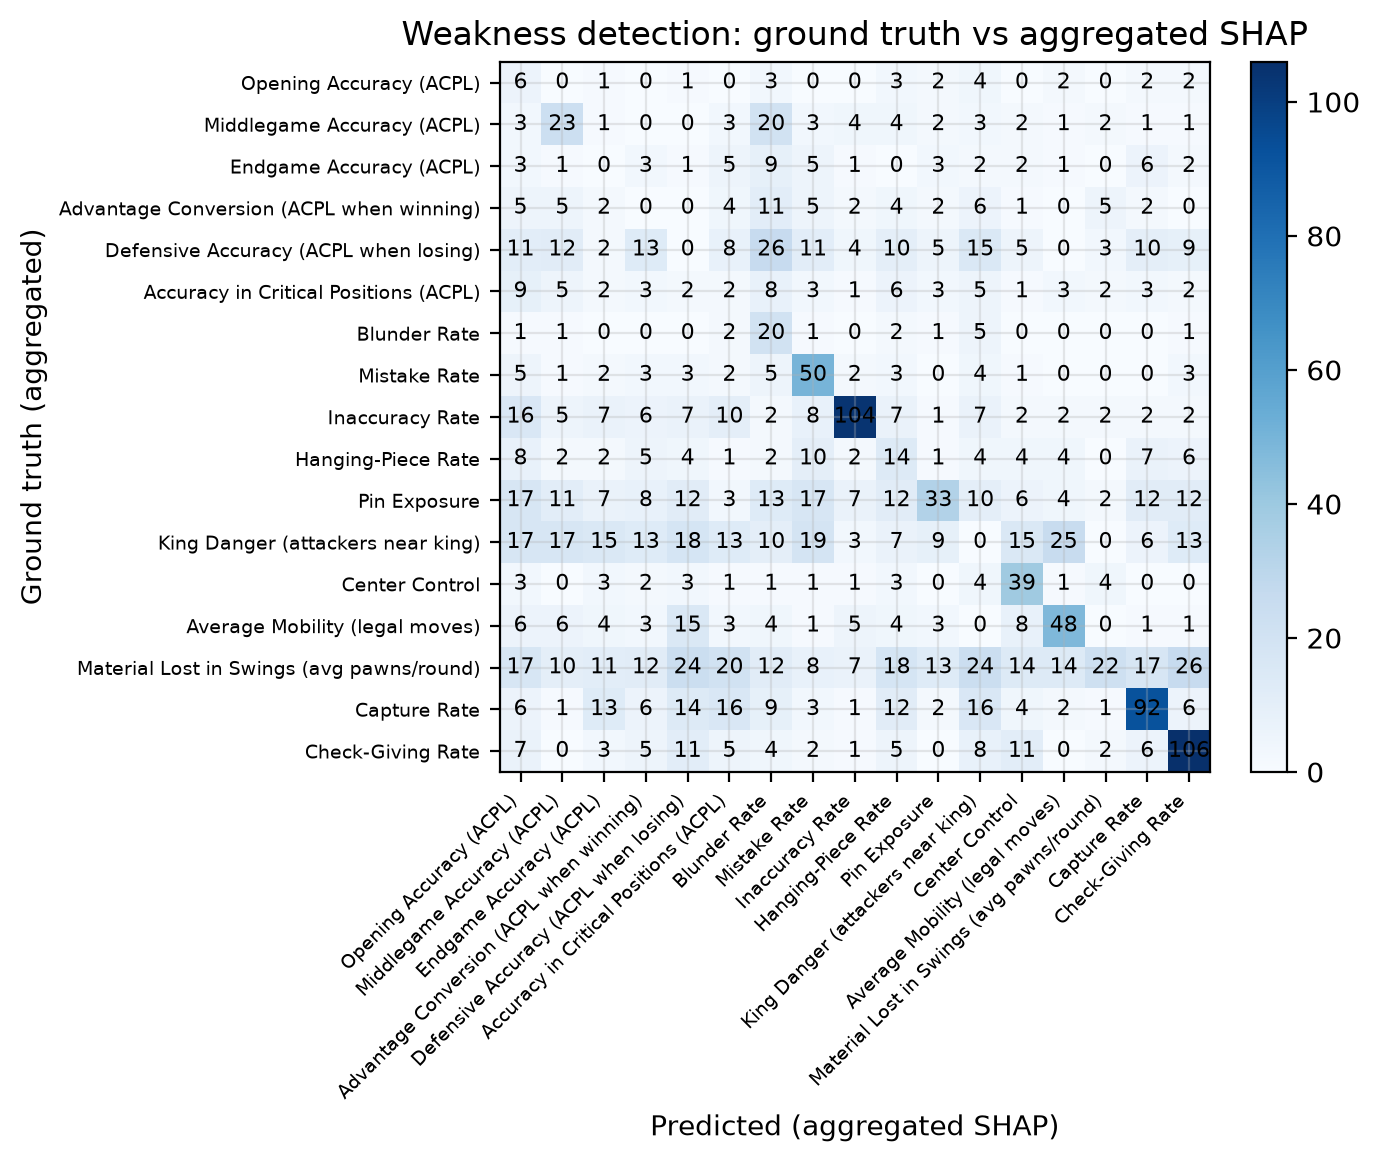 Weakness detection: ground truth vs aggregated SHAP
Ground truth (aggregated)
Opening Accuracy (ACPL) 6 0 1 0 1 0 3 0 0 3 2 4 0 2 0 2 2
Middlegame Accuracy (ACPL) 3 23 1 0 0 3 20 3 4 4 2 3 2 1 2 1 1
Endgame Accuracy (ACPL) 3 1 0 3 1 5 9 5 1 0 3 2 2 1 0 6 2
Advantage Conversion (ACPL when winning) 5 5 2 0 0 4 11 5 2 4 2 6 1 0 5 2 0
Defensive Accuracy (ACPL when losing) 11 12 2 13 0 8 26 11 4 10 5 15 5 0 3 10 9
Accuracy in Critical Positions (ACPL) 9 5 2 3 2 2 8 3 1 6 3 5 1 3 2 3 2
Blunder Rate 1 1 0 0 0 2 20 1 0 2 1 5 0 0 0 0 1
Mistake Rate 5 1 2 3 3 2 5 50 2 3 0 4 1 0 0 0 3
Inaccuracy Rate 16 5 7 6 7 10 2 8 104 7 1 7 2 2 2 2 2
Hanging-Piece Rate 8 2 2 5 4 1 2 10 2 14 1 4 4 4 0 7 6
Pin Exposure 17 11 7 8 12 3 13 17 7 12 33 10 6 4 2 12 12
King Danger (attackers near king) 17 17 15 13 18 13 10 19 3 7 9 0 15 25 0 6 13
Center Control 3 0 3 2 3 1 1 1 1 3 0 4 39 1 4 0 0
Average Mobility (legal moves) 6 6 4 3 15 3 4 1 5 4 3 0 8 48 0 1 1
Material Lost in Swings (avg pawns/round) 17 10 11 12 24 20 12 8 7 18 13 24 14 14 22 17 26
Capture Rate 6 1 13 6 14 16 9 3 1 12 2 16 4 2 1 92 6
Check-Giving Rate 7 0 3 5 11 5 4 2 1 5 0 8 11 0 2 6 106
100
80
60
40
20
0
Opening Accuracy (ACPL)
Middlegame Accuracy (ACPL)
Endgame Accuracy (ACPL)
Advantage Conversion (ACPL when winning)
Defensive Accuracy (ACPL when losing)
Accuracy in Critical Positions (ACPL)
Blunder Rate
Mistake Rate
Inaccuracy Rate
Hanging-Piece Rate
Pin Exposure
King Danger (attackers near king)
Center Control
Average Mobility (legal moves)
Material Lost in Swings (avg pawns/round)
Capture Rate
Check-Giving Rate
Predicted (aggregated SHAP)